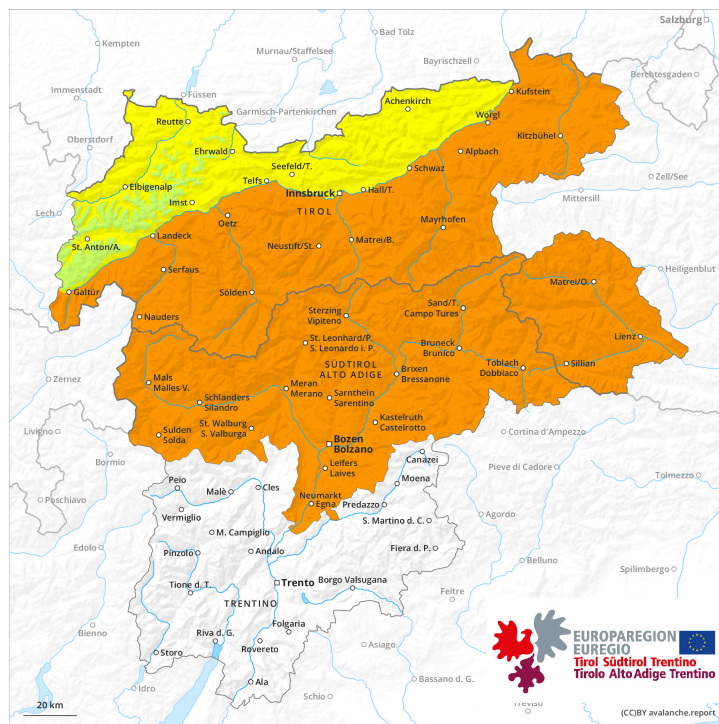 Salzburg
Kempten
Bad Tölz
Murnau/Staffelsee
Bayrischzell
Berchtesgaden
Immenstadt
Füssen
Achenkirch
Kufstein
Garmisch-Partenkirchen
Reutte
Wörgl
Oberstdorf
Kitzbühel
Ehrwald
Alpbach
Seefeld/T.
Schwaz
Telfs
Zell/See
Elbigenalp
Innsbruck
Hall/T.
Mittersill
Imst
Lech
TIROL
Oetz
Mayrhofen
Landeck
St. Anton/A.
Neustift/St.
Matrei/B.
Serfaus
Heiligenblut
Matrei/O.
Galtür
Sölden
Sand/T.
Campo Tures
Nauders
Sterzing
Vipiteno
Lienz
St. Leonhard/P.
S. Leonardo i. P.
Bruneck
Brunico
Toblach
Dobbiaco
Sillian
SÜDTIROL
ALTO ADIGE
Brixen
Bressanone
Zernez
Mals
Malles V.
Meran
Merano
Sarnthein
Sarentino
Schlanders
Silandro
Kastelruth
Castelrotto
St. Walburg
S. Valburga
Livigno
Sulden
Solda
Bozen
Bolzano
Cortina d'Ampezzo
Bormio
Canazei
Pieve di Cadore
Leifers
Laives
Tolmezzo
Peio
Moena
Malè
Cles
Neumarkt
Egna
Poschiavo
Predazzo
Vermiglio
Agordo
S. Martino d. C.
M. Campiglio
Edolo
Pinzolo
Andalo
Fiera d. P.
Belluno
Spilimbergo
Tione d. T.
Trento
Borgo Valsugana
Feltre
TRENTINO
Folgaria
Bienno
Riva d. G.
Rovereto
Storo
Asiago
Ala
Idro
Bassano d. G.
Schio
Treviso
EUROPAREGION
EUREGIO
Tirol Südtirol Trentino
Tirolo Alto Adige Trentino
20 km
(CC)BY avalanche.report